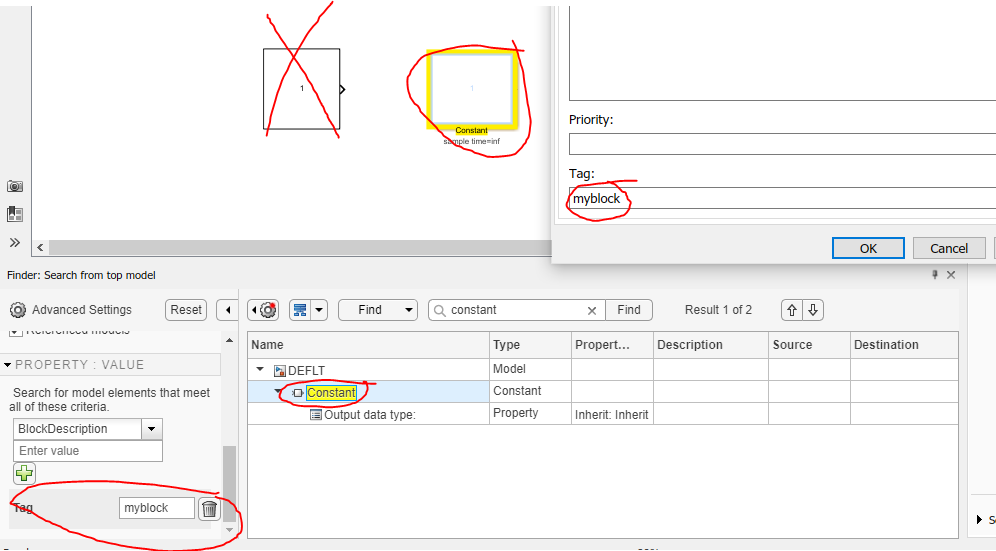 1
1
Constant
sample time=inf
Priority:
Tag:
myblock
OK
Cancel
Finder: Search from top model
Advanced Settings
Reset
Find
constant
Find
Result 1 of 2
Referenced models
PROPERTY : VALUE
Search for model elements that meet
all of these criteria.
BlockDescription
Enter value
Tag
myblock
Name Type Propert... Description Source Destination
DEFLT Model
Constant Constant
Output data type: Property Inherit: Inherit